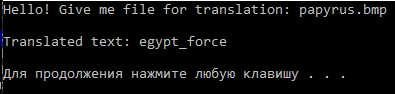 Hello! Give me file for translation: papyrus.bmp
Translated text: egypt_force
Для продолжения нажмите любую клавишу . . .